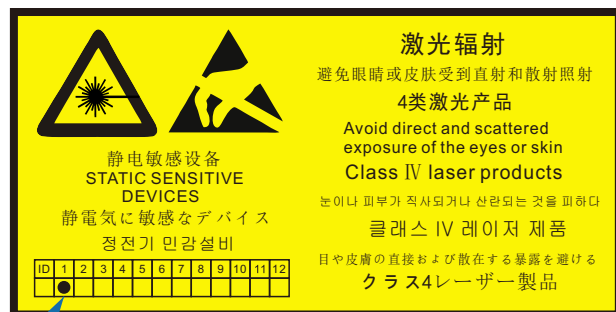 静电敏感设备
STATIC SENSITIVE
DEVICES
静電気に敏感なデバイス
정전기 민감설비
ID 1 2 3 4 5 6 7 8 9 10 11 12
激光辐射
避免眼睛或皮肤受到直射和散射照射
4类激光产品
Avoid direct and scattered
exposure of the eyes or skin
Class Ⅳ laser products
눈이나 피부가 직사되거나 산란되는 것을 피하다
클래스 IV 레이저 제품
目や皮膚の直接および散在する暴露を避ける
クラス4レーザー製品